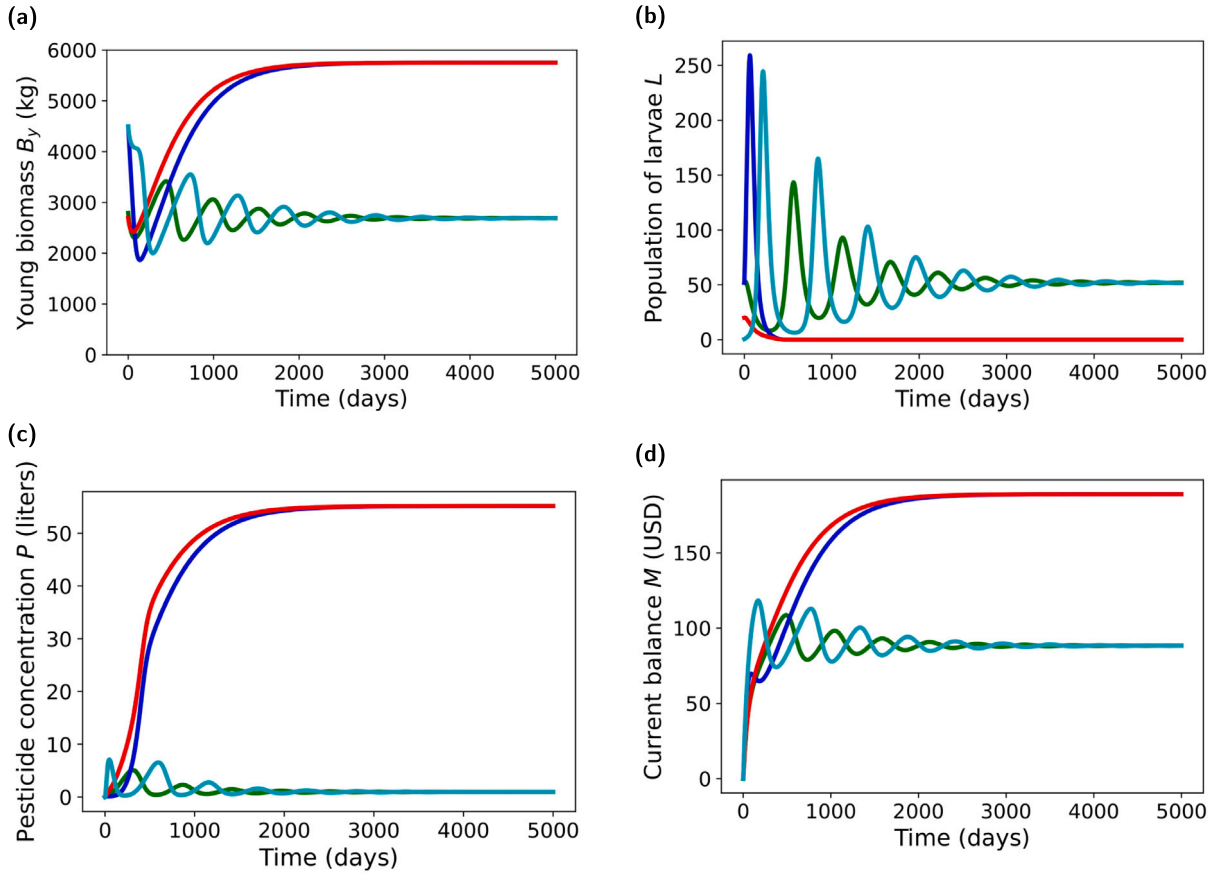 (a)
Young biomass B_y (kg)
6000
5000
4000
3000
2000
1000
0
0 1000 2000 3000 4000 5000
Time (days)
(b)
Population of larvae L
250
200
150
100
50
0
0 1000 2000 3000 4000 5000
Time (days)
(c)
Pesticide concentration P (liters)
50
40
30
20
10
0
0 1000 2000 3000 4000 5000
Time (days)
(d)
Current balance M (USD)
150
100
50
0
0 1000 2000 3000 4000 5000
Time (days)